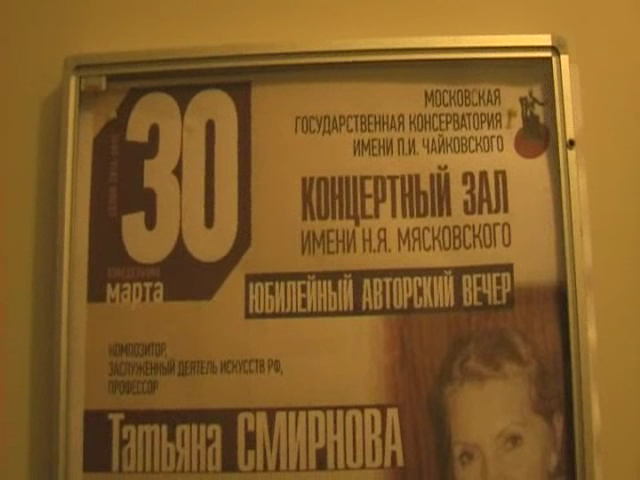 30
понедельник
марта
МОСКОВСКАЯ
ГОСУДАРСТВЕННАЯ КОНСЕРВАТОРИЯ
ИМЕНИ П.И. ЧАЙКОВСКОГО
КОНЦЕРТНЫЙ ЗАЛ
ИМЕНИ Н.Я. МЯСКОВСКОГО
ЮБИЛЕЙНЫЙ АВТОРСКИЙ ВЕЧЕР
КОМПОЗИТОР,
ЗАСЛУЖЕННЫЙ ДЕЯТЕЛЬ ИСКУССТВ РФ,
ПРОФЕССОР
Татьяна СМИРНОВА